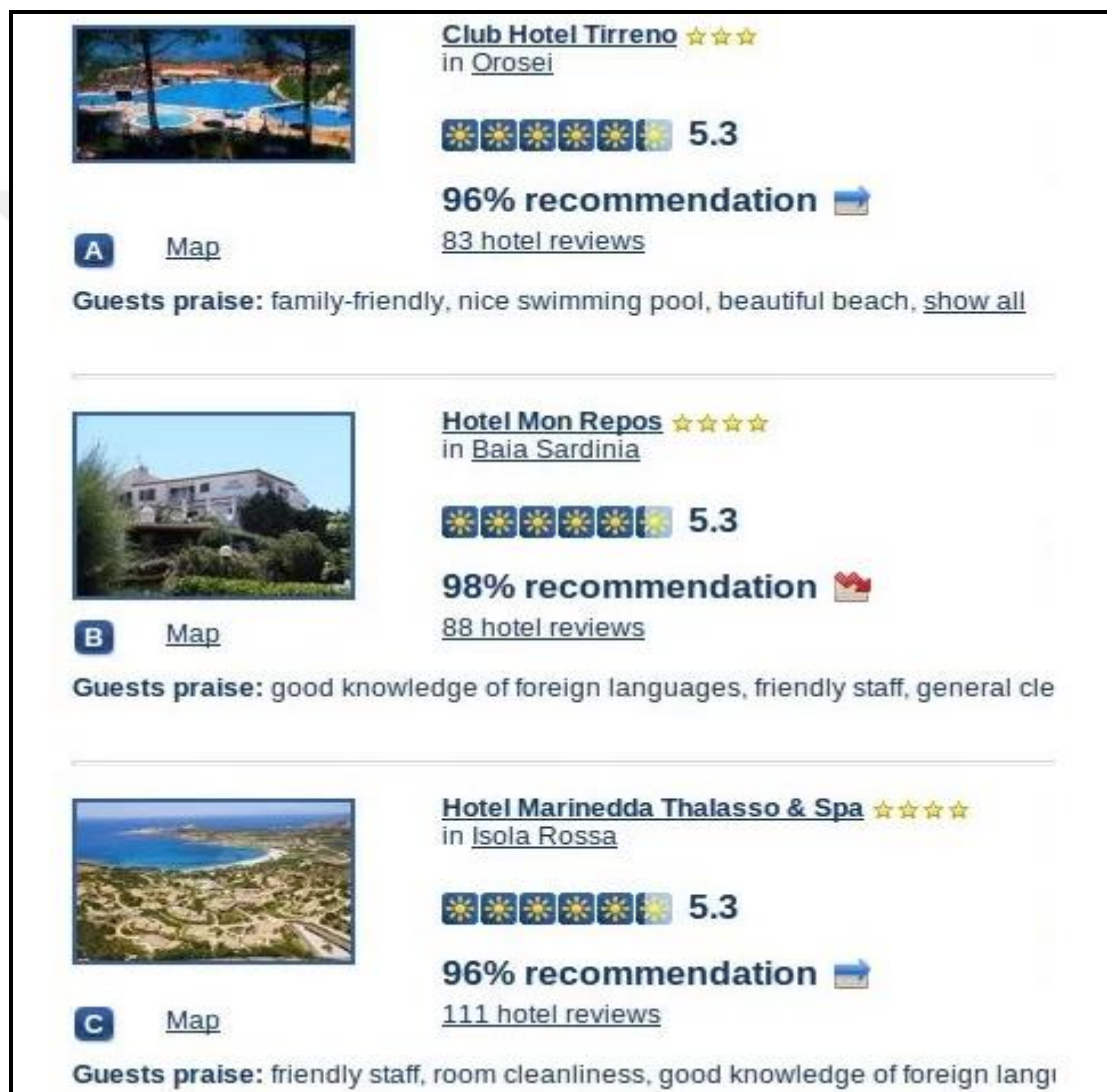 Club Hotel Tirreno
in Orosei
5.3
96% recommendation
83 hotel reviews
A Map
Guests praise: family-friendly, nice swimming pool, beautiful beach, show all
Hotel Mon Repos
in Baia Sardinia
5.3
98% recommendation
88 hotel reviews
B Map
Guests praise: good knowledge of foreign languages, friendly staff, general cle
Hotel Marinedda Thalasso & Spa
in Isola Rossa
5.3
96% recommendation
111 hotel reviews
C Map
Guests praise: friendly staff, room cleanliness, good knowledge of foreign langu